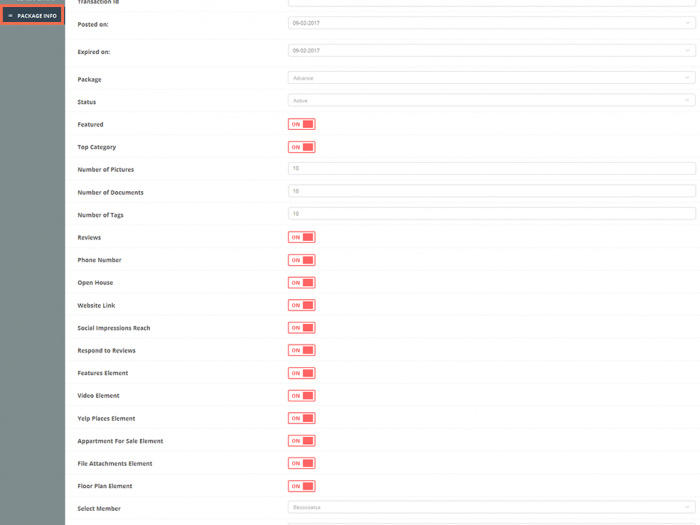 Transaction Id
PACKAGE INFO
Posted on:
09-02-2017
Expired on:
09-02-2017
Package
Advance
Status
Active
Featured
ON
Top Category
ON
Number of Pictures
10
Number of Documents
10
Number of Tags
10
Reviews
ON
Phone Number
ON
Open House
ON
Website Link
ON
Social Impressions Reach
ON
Respond to Reviews
ON
Features Element
ON
Video Element
ON
Yelp Places Element
ON
Appartment For Sale Element
ON
File Attachments Element
ON
Floor Plan Element
ON
Select Member